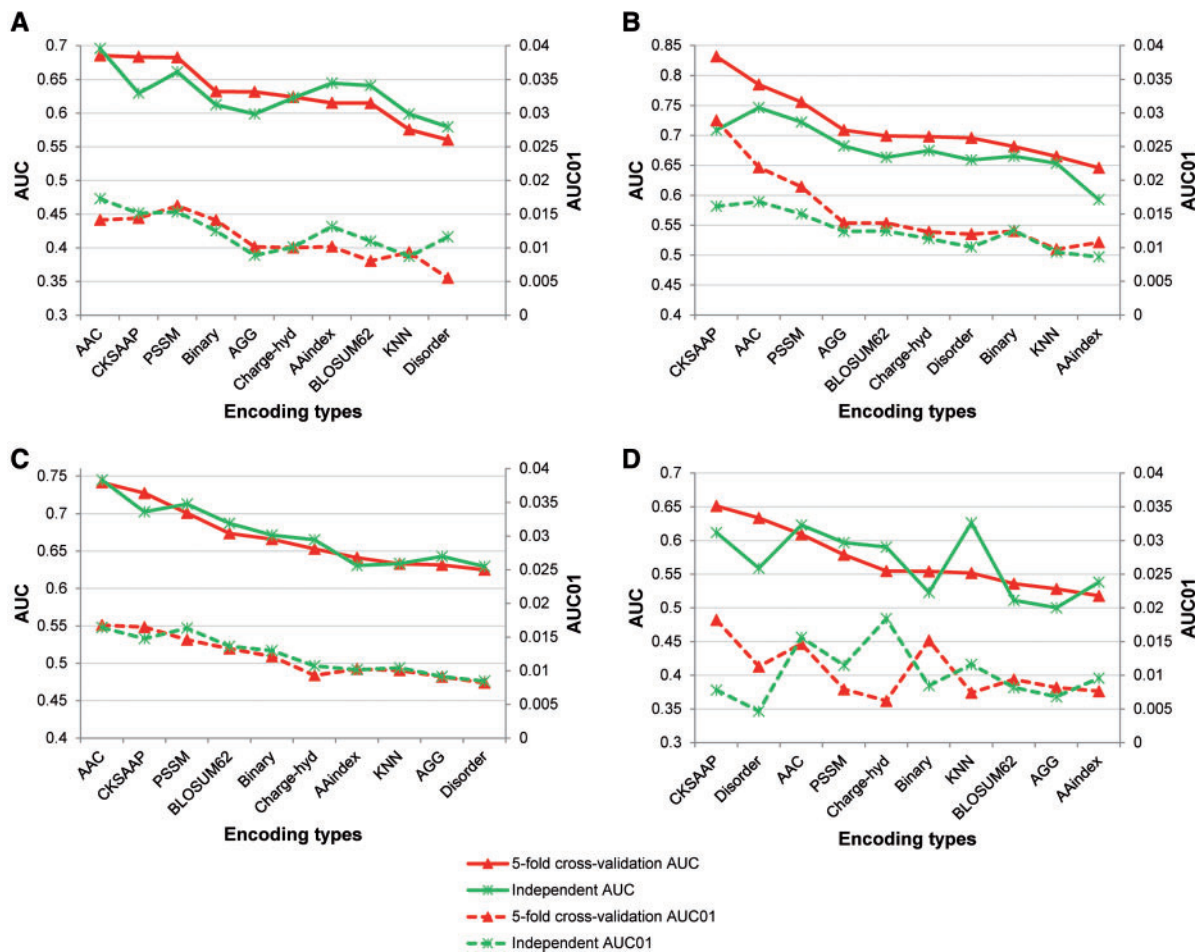 A
0.7
0.65
0.6
0.55
0.5
0.45
0.4
0.35
0.3
AUC
0.04
0.035
0.03
0.025
0.02
0.015
0.01
0.005
0
AUC01
AAC
CKSAAP
PSSM
Binary
AGG
Charge-hyd
AAindex
BLOSUM62
KNN
Disorder
Encoding types
B
0.85
0.8
0.75
0.7
0.65
0.6
0.55
0.5
0.45
0.4
AUC
0.04
0.035
0.03
0.025
0.02
0.015
0.01
0.005
0
AUC01
CKSAAP
AAC
PSSM
AGG
BLOSUM62
Charge-hyd
Disorder
Binary
KNN
AAindex
Encoding types
C
0.75
0.7
0.65
0.6
0.55
0.5
0.45
0.4
AUC
0.04
0.035
0.03
0.025
0.02
0.015
0.01
0.005
0
AUC01
AAC
CKSAAP
PSSM
BLOSUM62
Binary
Charge-hyd
AAindex
KNN
AGG
Disorder
Encoding types
D
0.7
0.65
0.6
0.55
0.5
0.45
0.4
0.35
0.3
AUC
0.04
0.035
0.03
0.025
0.02
0.015
0.01
0.005
0
AUC01
CKSAAP
Disorder
AAC
PSSM
Charge-hyd
Binary
KNN
BLOSUM62
AGG
AAindex
Encoding types
5-fold cross-validation AUC
Independent AUC
5-fold cross-validation AUC01
Independent AUC01